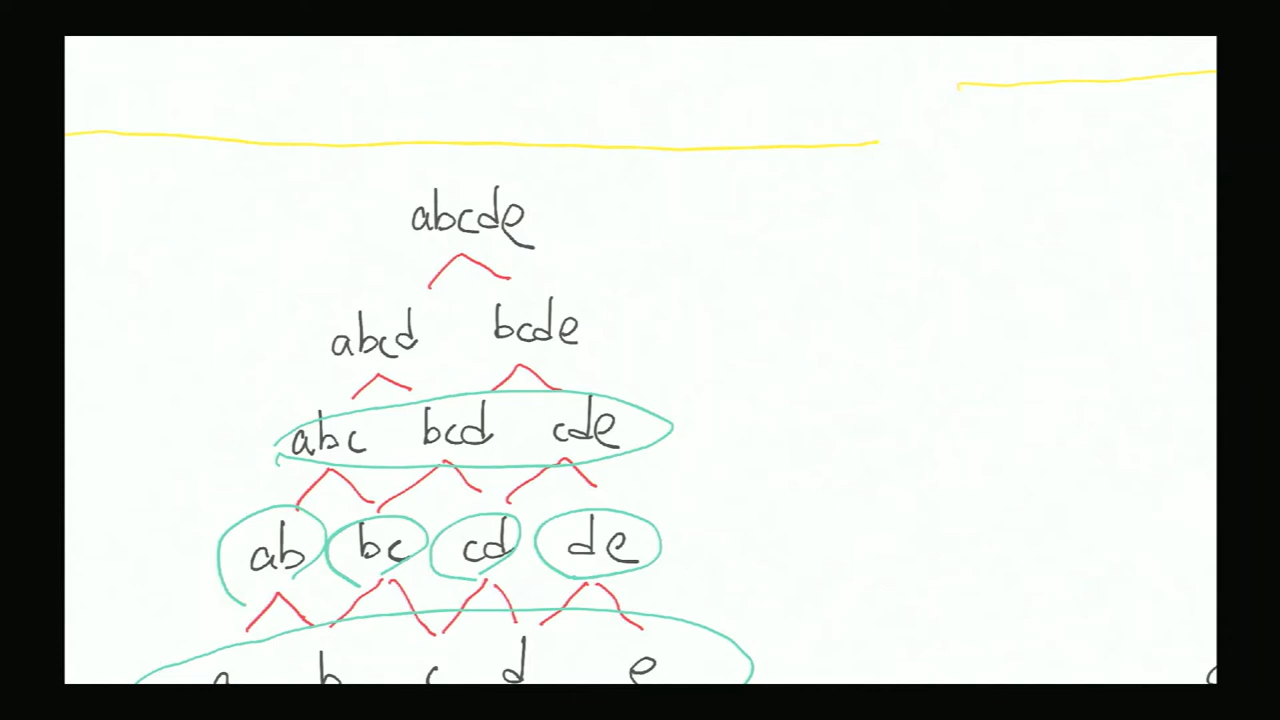 abcde
abcd bcde
abc bcd cde
ab bc cd de
a b c d e